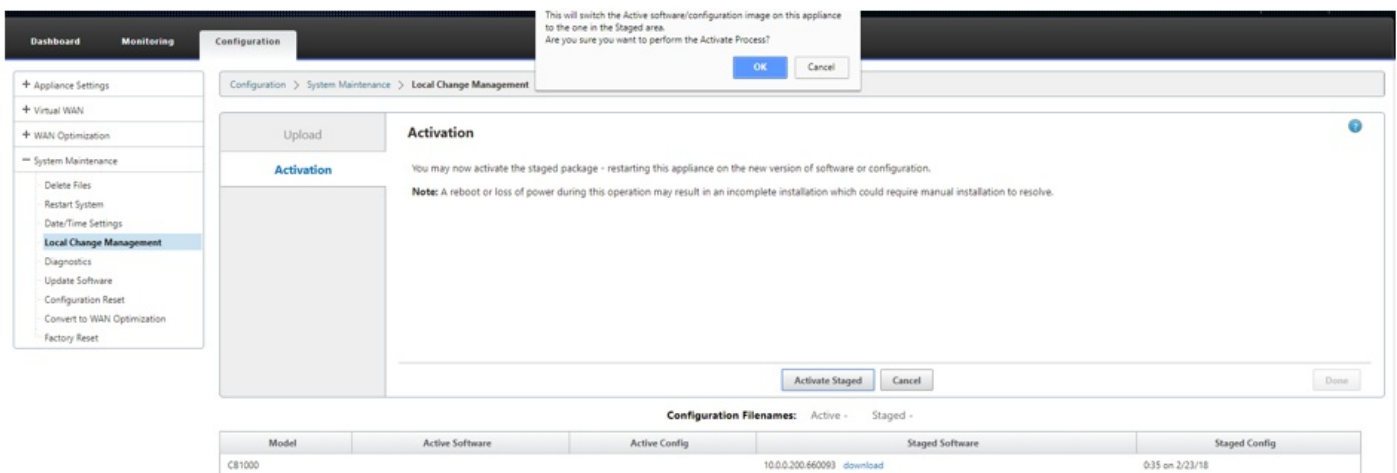 This will switch the Active software/configuration image on this appliance
to the one in the Staged area.
Are you sure you want to perform the Activate Process?
OK Cancel
Dashboard Monitoring Configuration
+ Appliance Settings
+ Virtual WAN
+ WAN Optimization
− System Maintenance
Delete Files
Restart System
Date/Time Settings
Local Change Management
Diagnostics
Update Software
Configuration Reset
Convert to WAN Optimization
Factory Reset
Configuration > System Maintenance > Local Change Management
Upload
Activation
Activation
?
You may now activate the staged package - restarting this appliance on the new version of software or configuration.
Note: A reboot or loss of power during this operation may result in an incomplete installation which could require manual installation to resolve.
Activate Staged Cancel Done
Configuration Filenames: Active - Staged -
Model Active Software Active Config Staged Software Staged Config
CB1000 10.0.0.200.660093 download 0:35 on 2/23/18